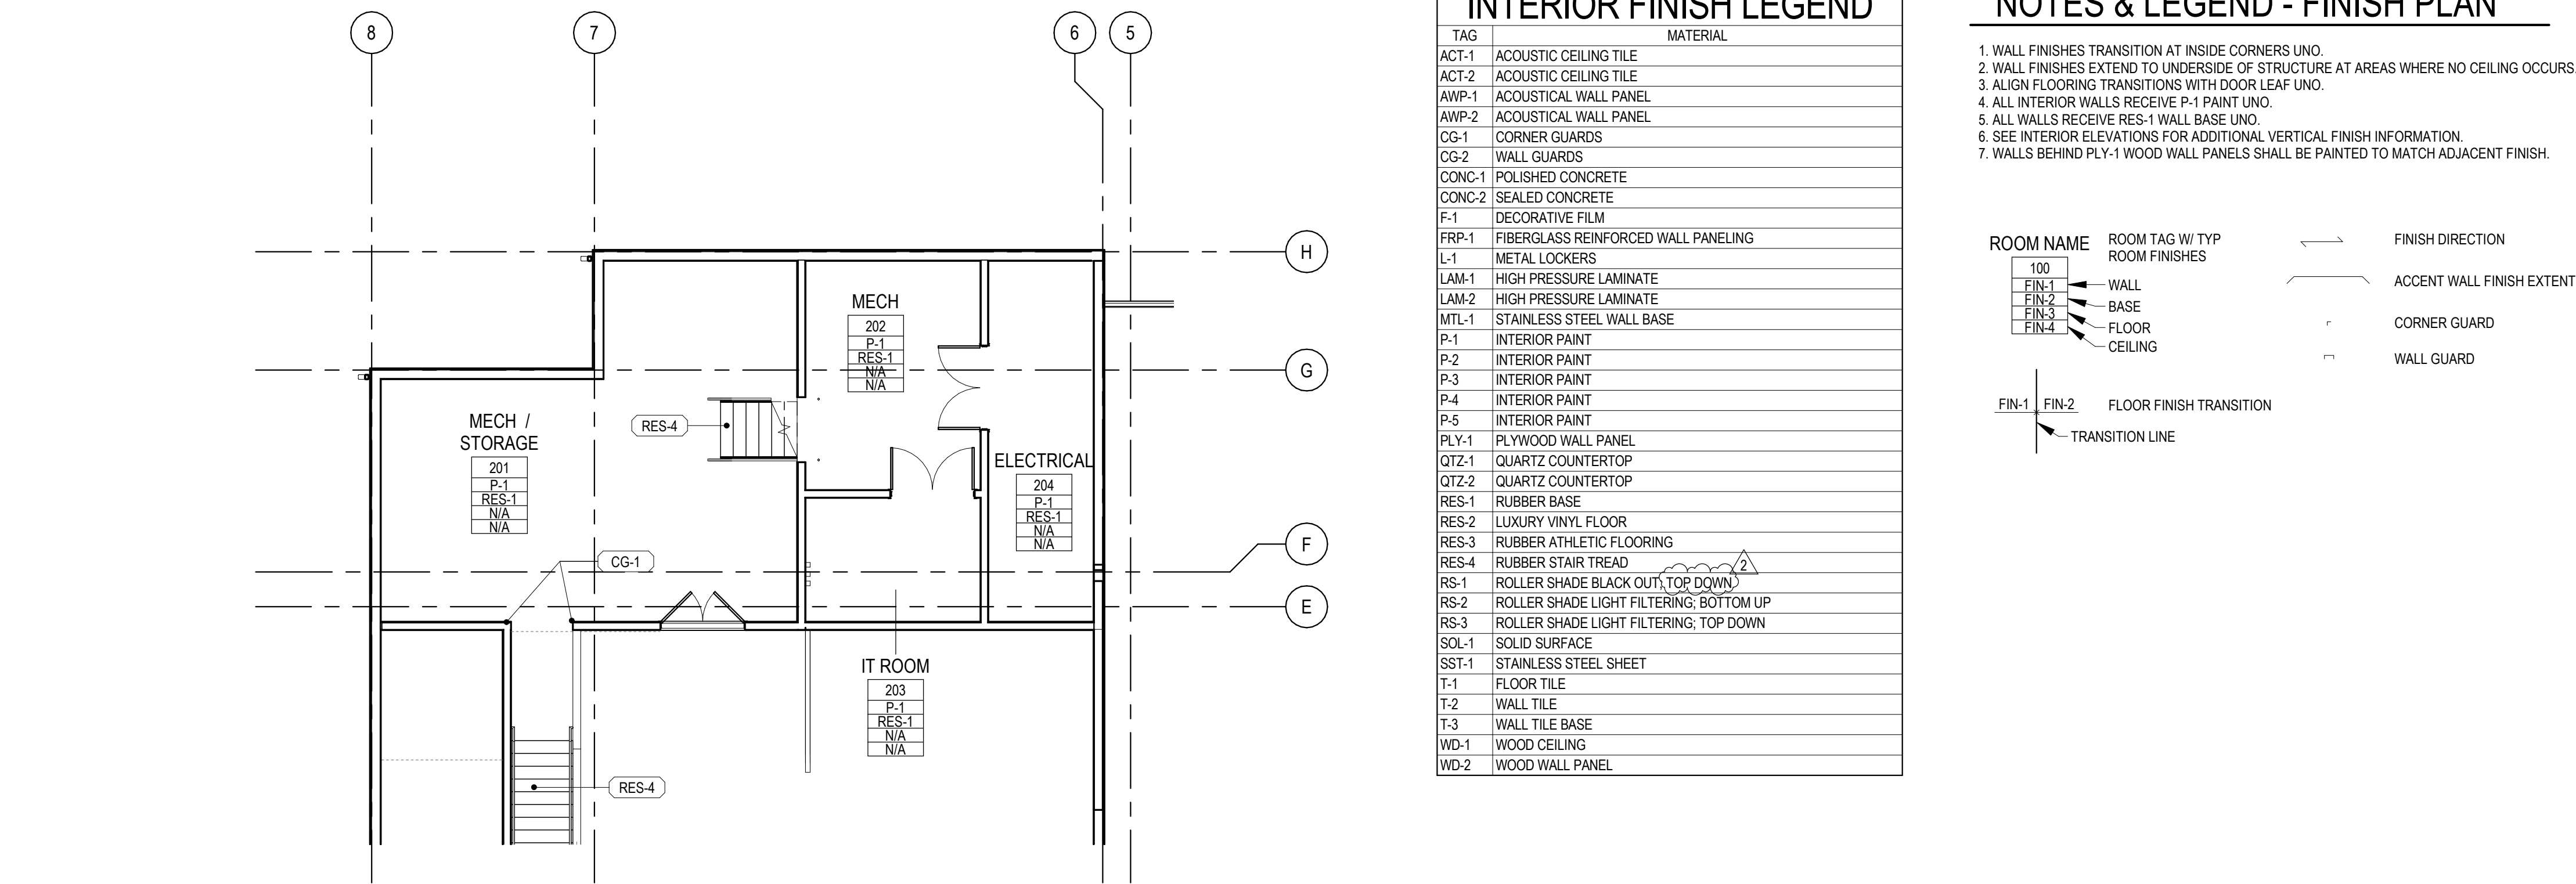 8
7
6
5
H
G
F
E
MECH
202
P-1
RES-1
N/A
N/A
RES-4
MECH /
STORAGE
201
P-1
RES-1
N/A
N/A
ELECTRICAL
204
P-1
RES-1
N/A
N/A
CG-1
IT ROOM
203
P-1
RES-1
N/A
N/A
RES-4
INTERIOR FINISH LEGEND
TAG MATERIAL
ACT-1 ACOUSTIC CEILING TILE
ACT-2 ACOUSTIC CEILING TILE
AWP-1 ACOUSTICAL WALL PANEL
AWP-2 ACOUSTICAL WALL PANEL
CG-1 CORNER GUARDS
CG-2 WALL GUARDS
CONC-1 POLISHED CONCRETE
CONC-2 SEALED CONCRETE
F-1 DECORATIVE FILM
FRP-1 FIBERGLASS REINFORCED WALL PANELING
L-1 METAL LOCKERS
LAM-1 HIGH PRESSURE LAMINATE
LAM-2 HIGH PRESSURE LAMINATE
MTL-1 STAINLESS STEEL WALL BASE
P-1 INTERIOR PAINT
P-2 INTERIOR PAINT
P-3 INTERIOR PAINT
P-4 INTERIOR PAINT
P-5 INTERIOR PAINT
PLY-1 PLYWOOD WALL PANEL
QTZ-1 QUARTZ COUNTERTOP
QTZ-2 QUARTZ COUNTERTOP
RES-1 RUBBER BASE
RES-2 LUXURY VINYL FLOOR
RES-3 RUBBER ATHLETIC FLOORING
RES-4 RUBBER STAIR TREAD
2
RS-1 ROLLER SHADE BLACK OUT; TOP DOWN
RS-2 ROLLER SHADE LIGHT FILTERING; BOTTOM UP
RS-3 ROLLER SHADE LIGHT FILTERING; TOP DOWN
SOL-1 SOLID SURFACE
SST-1 STAINLESS STEEL SHEET
T-1 FLOOR TILE
T-2 WALL TILE
T-3 WALL TILE BASE
WD-1 WOOD CEILING
WD-2 WOOD WALL PANEL
NOTES & LEGEND - FINISH PLAN
1. WALL FINISHES TRANSITION AT INSIDE CORNERS UNO.
2. WALL FINISHES EXTEND TO UNDERSIDE OF STRUCTURE AT AREAS WHERE NO CEILING OCCURS.
3. ALIGN FLOORING TRANSITIONS WITH DOOR LEAF UNO.
4. ALL INTERIOR WALLS RECEIVE P-1 PAINT UNO.
5. ALL WALLS RECEIVE RES-1 WALL BASE UNO.
6. SEE INTERIOR ELEVATIONS FOR ADDITIONAL VERTICAL FINISH INFORMATION.
7. WALLS BEHIND PLY-1 WOOD WALL PANELS SHALL BE PAINTED TO MATCH ADJACENT FINISH.
ROOM NAME
100
FIN-1
FIN-2
FIN-3
FIN-4
ROOM TAG W/ TYP
ROOM FINISHES
WALL
BASE
FLOOR
CEILING
FINISH DIRECTION
ACCENT WALL FINISH EXTENT
CORNER GUARD
WALL GUARD
FIN-1 FIN-2 FLOOR FINISH TRANSITION
TRANSITION LINE